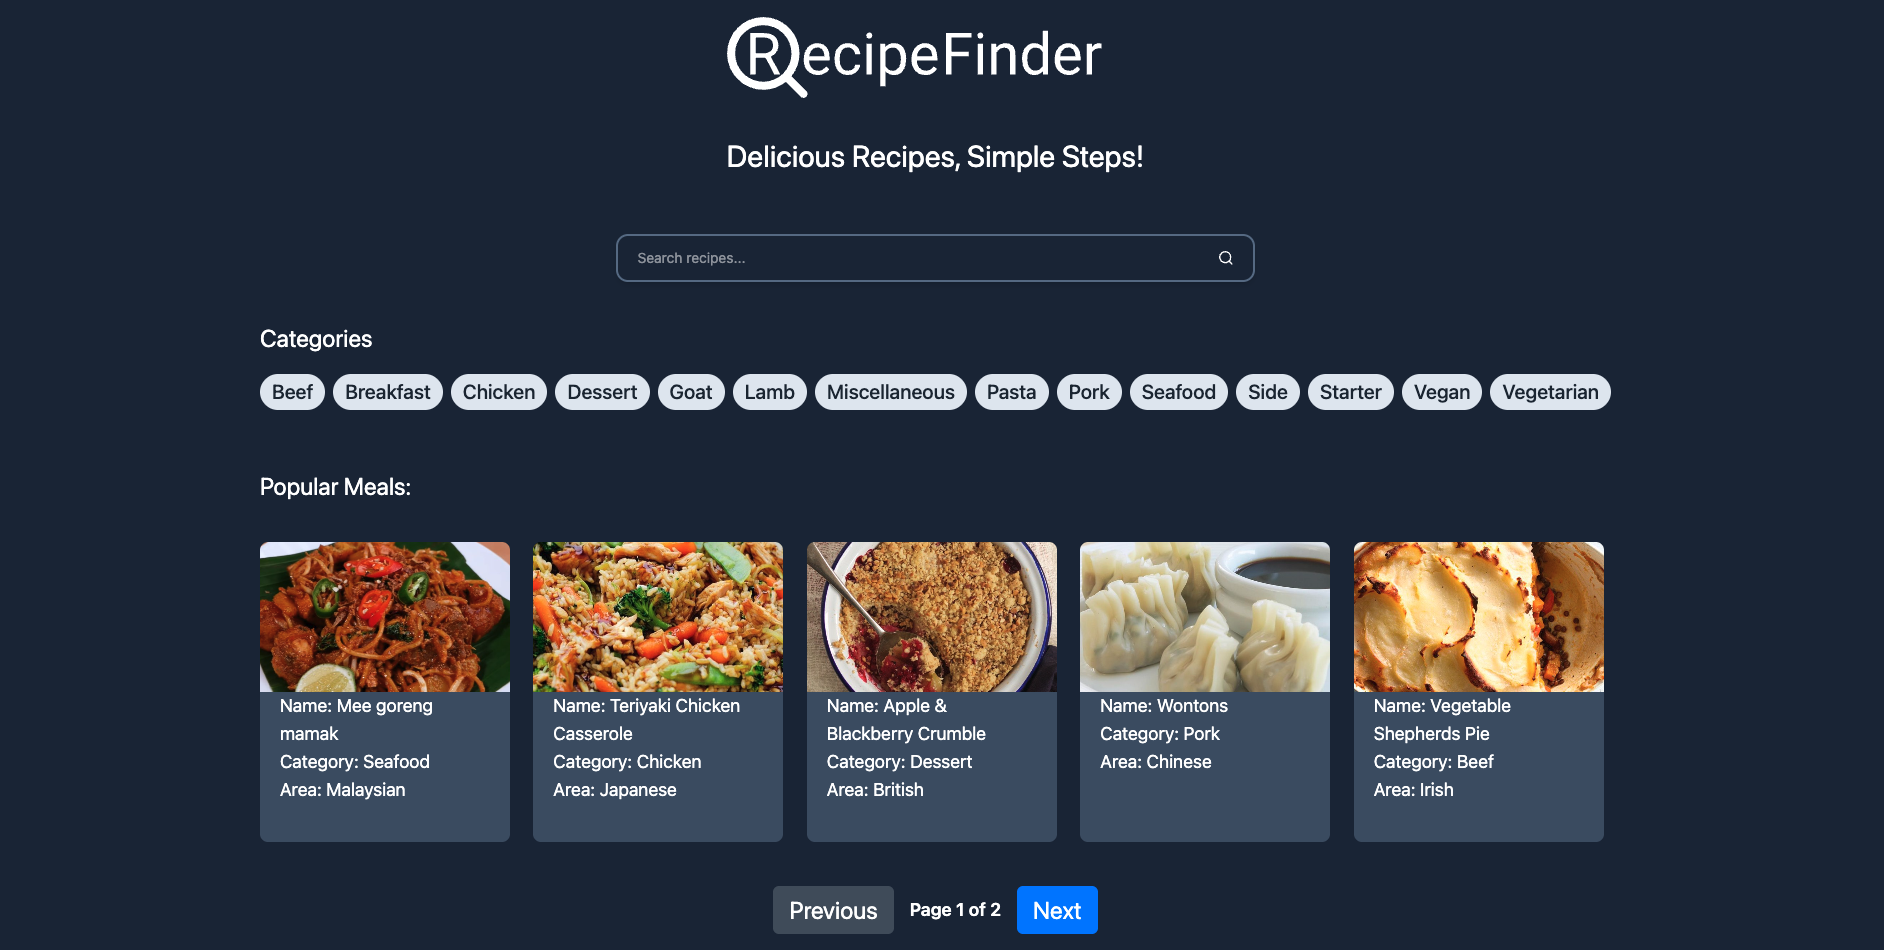 RecipeFinder
Delicious Recipes, Simple Steps!
Search recipes...
Categories
Beef Breakfast Chicken Dessert Goat Lamb Miscellaneous Pasta Pork Seafood Side Starter Vegan Vegetarian
Popular Meals:
Name: Mee goreng
mamak
Category: Seafood
Area: Malaysian
Name: Teriyaki Chicken
Casserole
Category: Chicken
Area: Japanese
Name: Apple &
Blackberry Crumble
Category: Dessert
Area: British
Name: Wontons
Category: Pork
Area: Chinese
Name: Vegetable
Shepherds Pie
Category: Beef
Area: Irish
Previous Page 1 of 2 Next